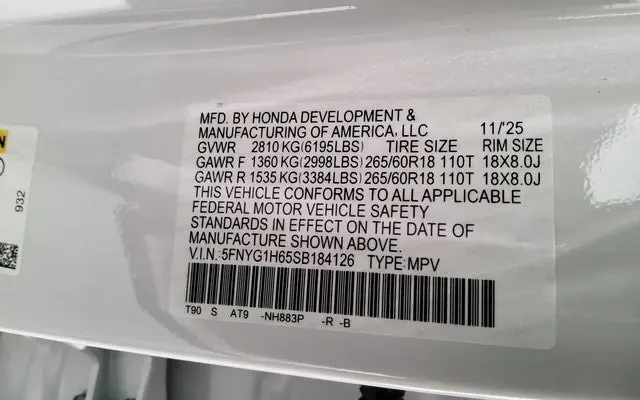 MFD. BY HONDA DEVELOPMENT &
MANUFACTURING OF AMERICA, LLC 11/'25
GVWR 2810 KG(6195LBS) TIRE SIZE RIM SIZE
GAWR F 1360 KG(2998LBS) 265/60R18 110T 18X8.0J
GAWR R 1535 KG(3384LBS) 265/60R18 110T 18X8.0J
THIS VEHICLE CONFORMS TO ALL APPLICABLE
FEDERAL MOTOR VEHICLE SAFETY
STANDARDS IN EFFECT ON THE DATE OF
MANUFACTURE SHOWN ABOVE.
V.I.N.:5FNYG1H65SB184126 TYPE:MPV
T90 S AT9 -NH883P -R -B
932